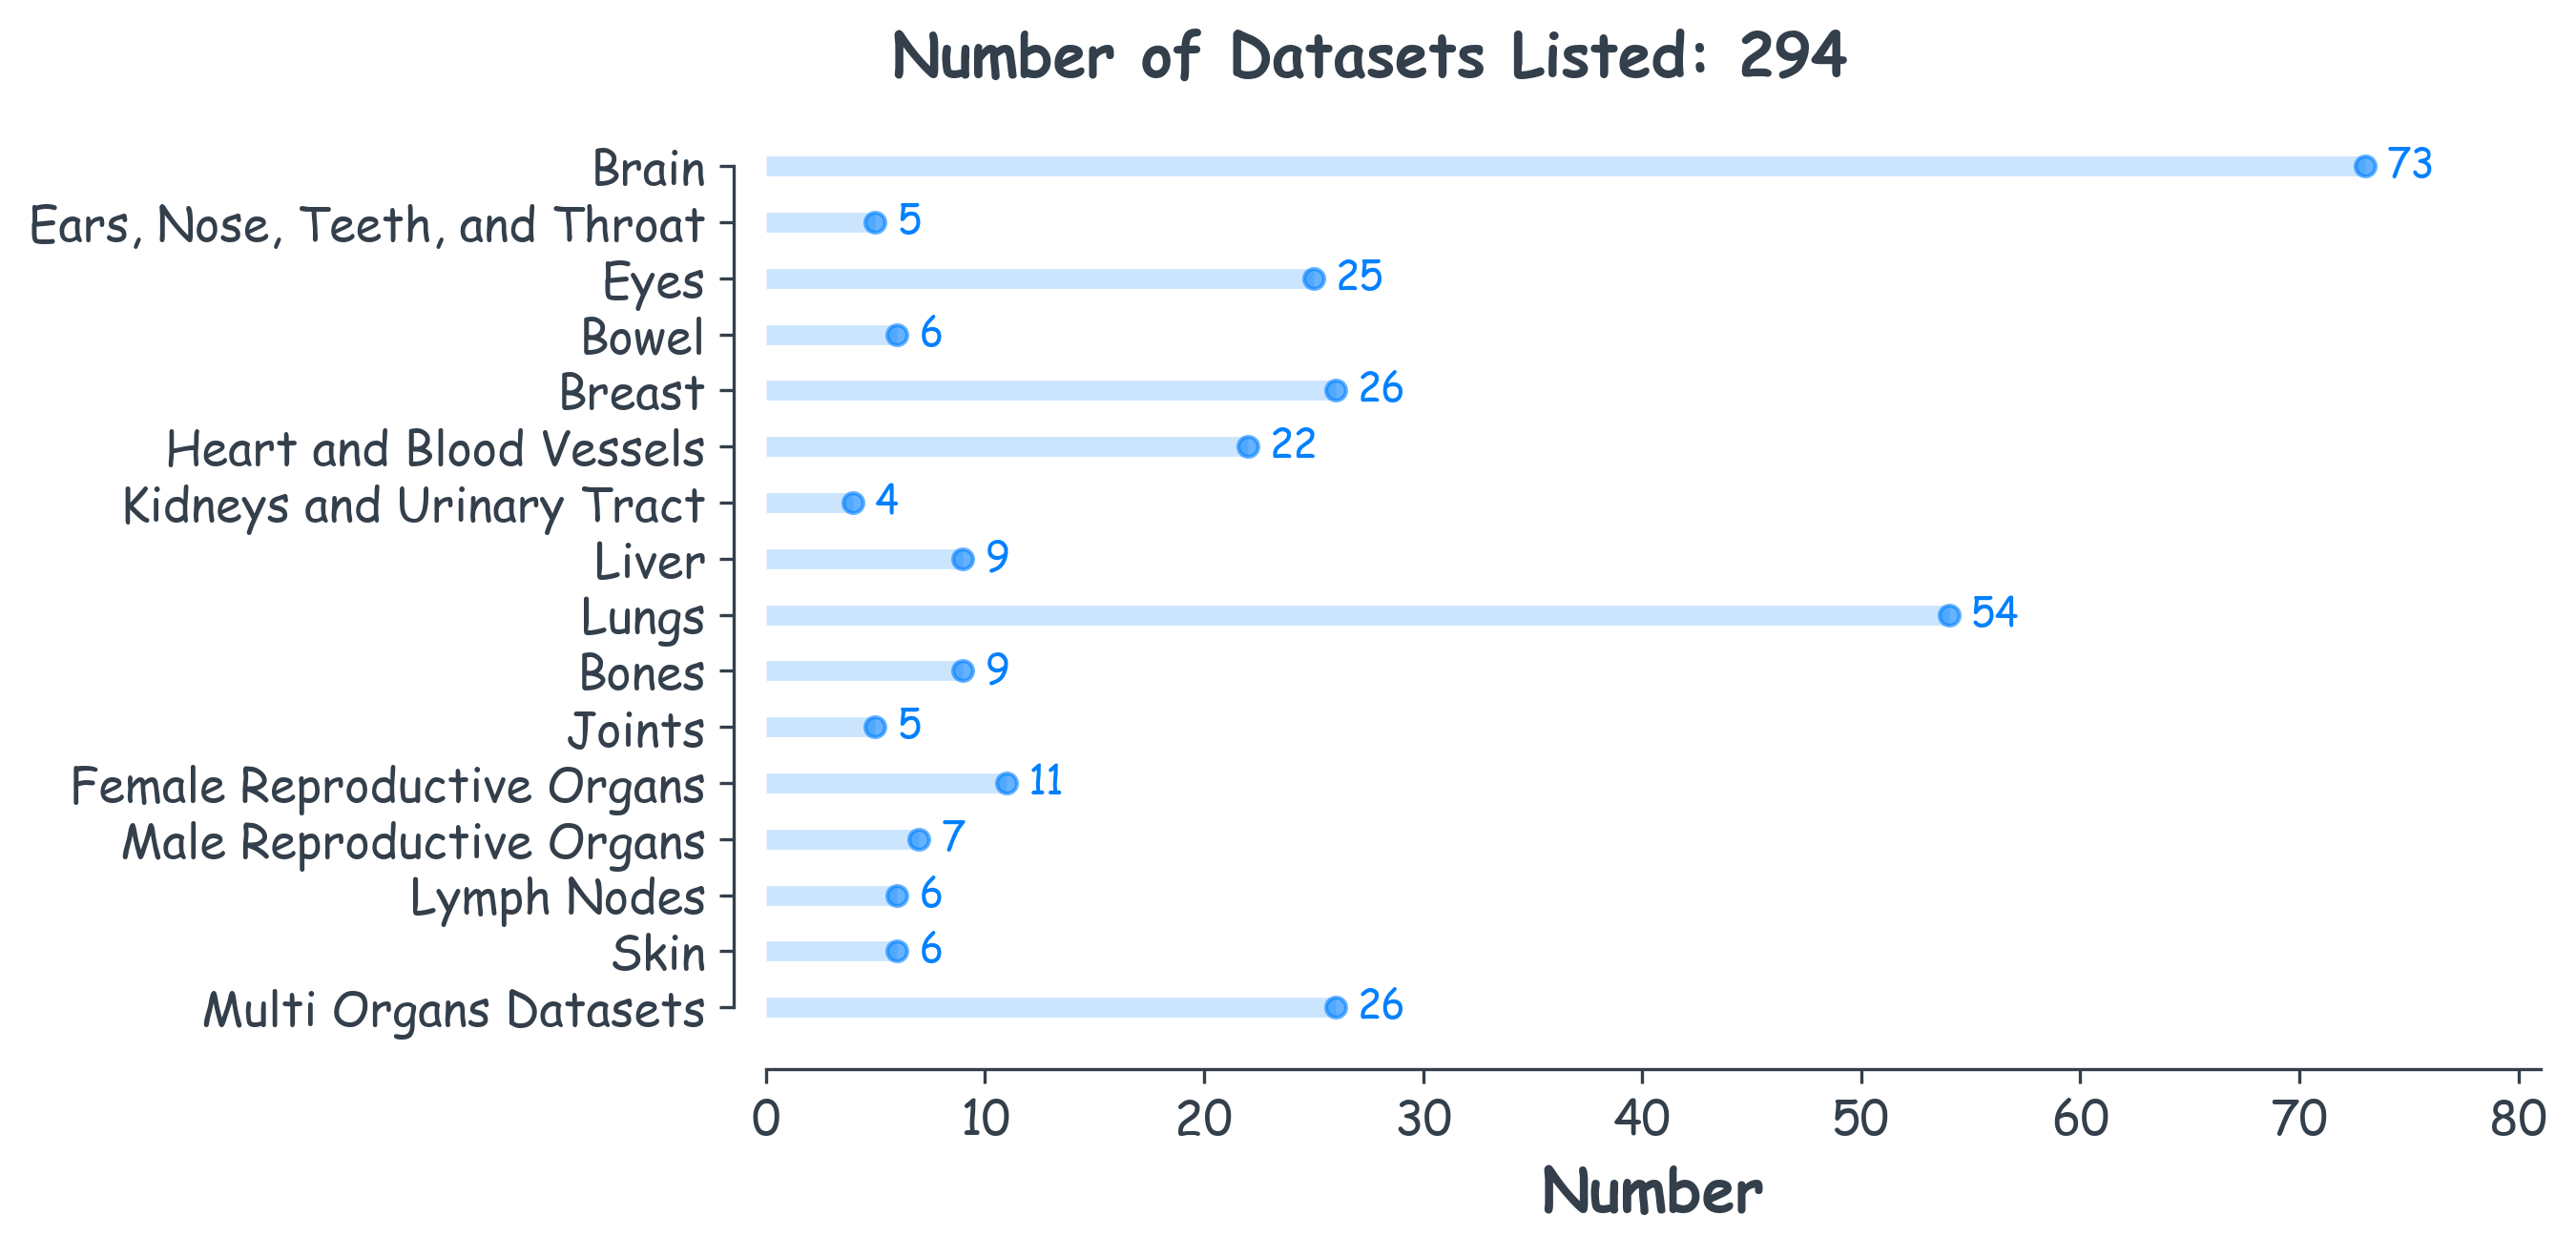 Number of Datasets Listed: 294
Brain 73
Ears, Nose, Teeth, and Throat 5
Eyes 25
Bowel 6
Breast 26
Heart and Blood Vessels 22
Kidneys and Urinary Tract 4
Liver 9
Lungs 54
Bones 9
Joints 5
Female Reproductive Organs 11
Male Reproductive Organs 7
Lymph Nodes 6
Skin 6
Multi Organs Datasets 26
0 10 20 30 40 50 60 70 80
Number